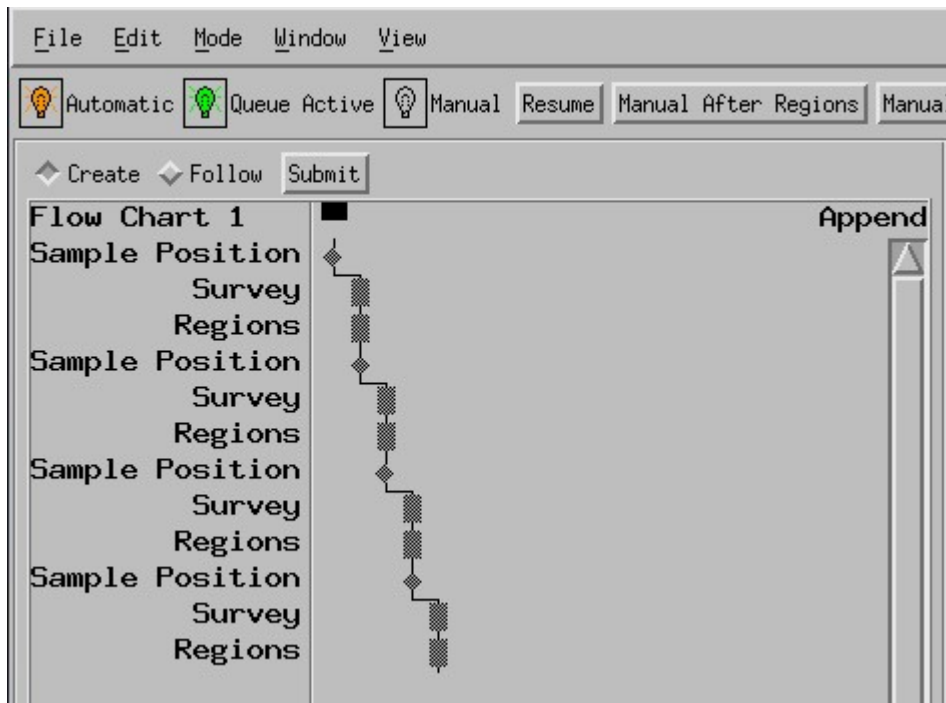 File Edit Mode Window View
Automatic Queue Active Manual Resume Manual After Regions
Create Follow Submit
Flow Chart 1 Append
Sample Position
Survey
Regions
Sample Position
Survey
Regions
Sample Position
Survey
Regions
Sample Position
Survey
Regions